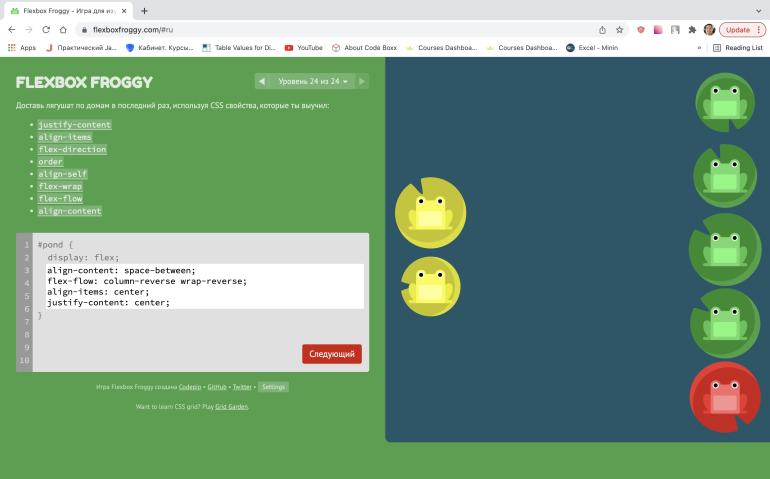 Flexbox Froggy - Игра для из
flexboxfroggy.com/#ru
Update
Apps
Практический Ja...
Кабинет. Курсы...
Table Values for Di...
YouTube
About Code Boxx
Courses Dashboa...
Courses Dashboa...
Excel - Minin
»
Reading List
FLEXBOX FROGGY
Уровень 24 из 24
Доставь лягушат по домам в последний раз, используя CSS свойства, которые ты выучил:
• justify-content
• align-items
• flex-direction
• order
• align-self
• flex-wrap
• flex-flow
• align-content
1 #pond {
2 display: flex;
3 align-content: space-between;
4 flex-flow: column-reverse wrap-reverse;
5 align-items: center;
6 justify-content: center;
7 }
8
9
10
Следующий
Игра Flexbox Froggy создана Codepip • GitHub • Twitter • Settings
Want to learn CSS grid? Play Grid Garden.